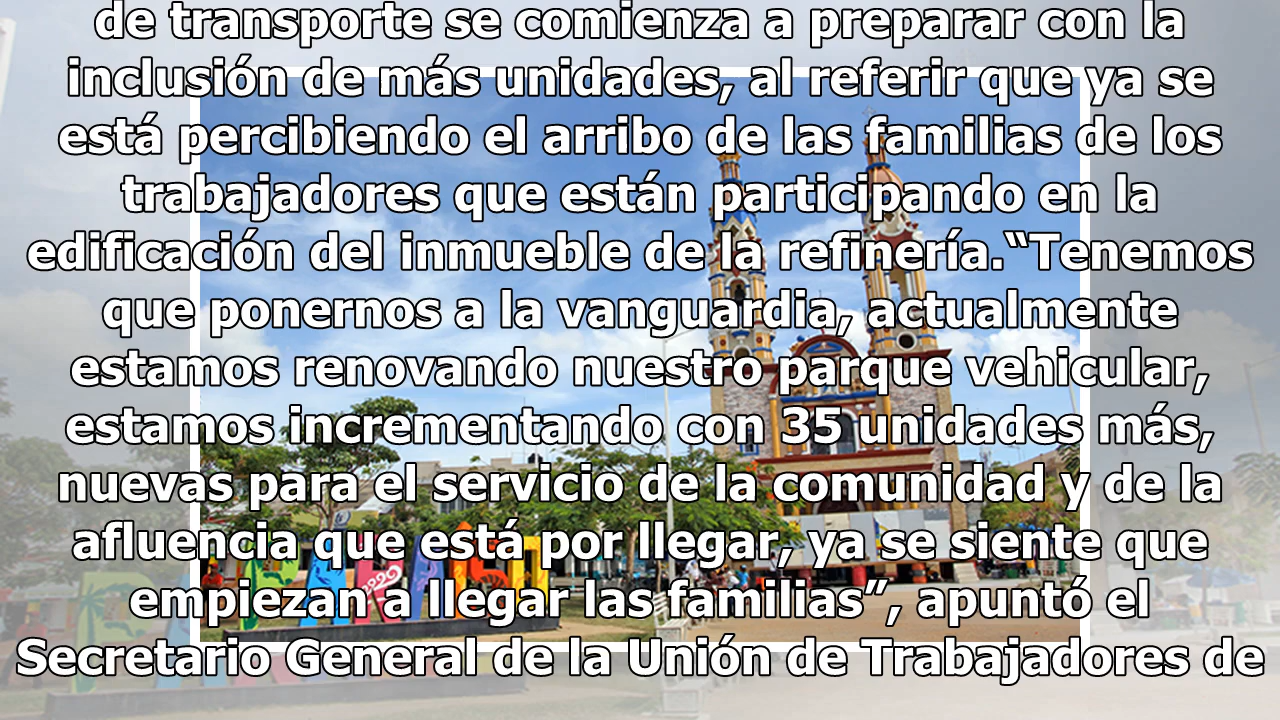 de transporte se comienza a preparar con la
inclusión de más unidades, al referir que ya se
está percibiendo el arribo de las familias de los
trabajadores que están participando en la
edificación del inmueble de la refinería.“Tenemos
que ponernos a la vanguardia, actualmente
estamos renovando nuestro parque vehicular,
estamos incrementando con 35 unidades más,
nuevas para el servicio de la comunidad y de la
afluencia que está por llegar, ya se siente que
empiezan a llegar las familias”, apuntó el
Secretario General de la Unión de Trabajadores de